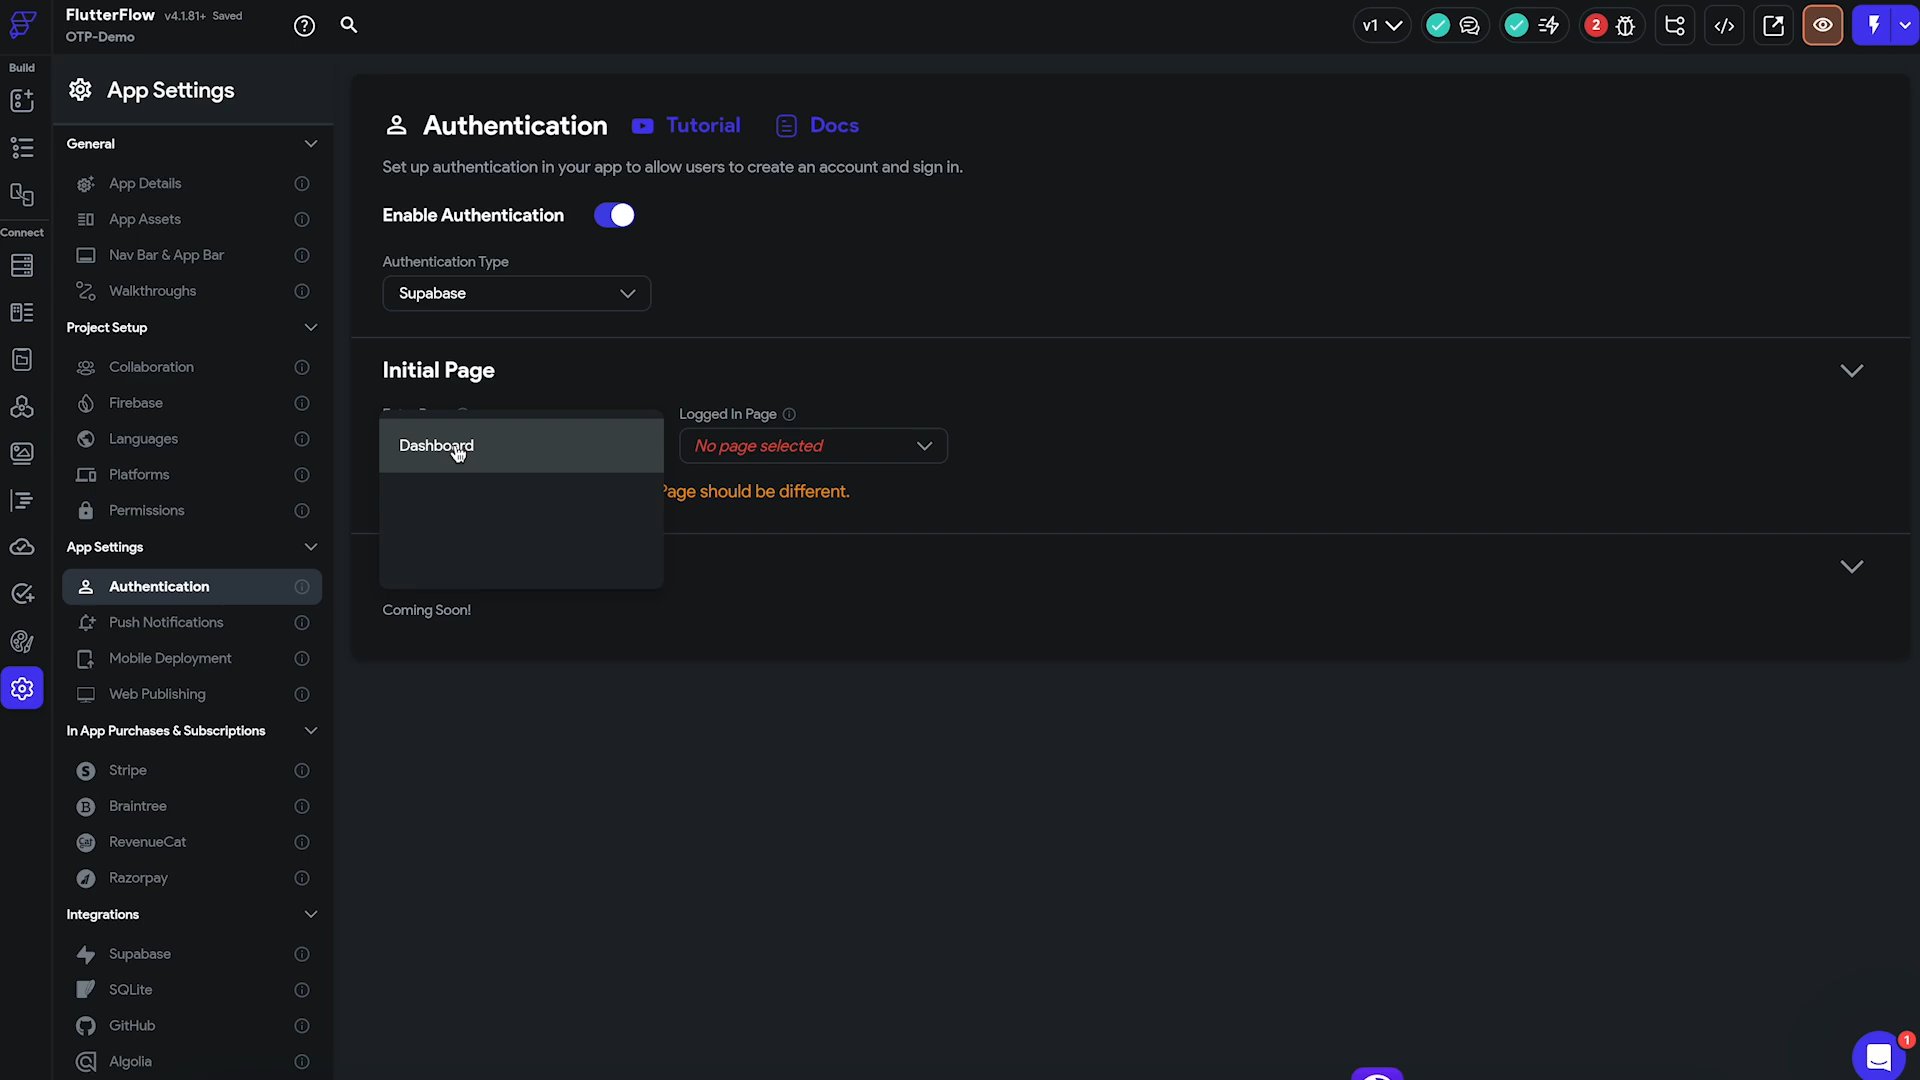 FlutterFlow v4.1.81+ Saved
OTP-Demo
v1
2
Build
Connect
App Settings
General
App Details
App Assets
Nav Bar & App Bar
Walkthroughs
Project Setup
Collaboration
Firebase
Languages
Platforms
Permissions
App Settings
Authentication
Push Notifications
Mobile Deployment
Web Publishing
In App Purchases & Subscriptions
Stripe
Braintree
RevenueCat
Razorpay
Integrations
Supabase
SQLite
GitHub
Algolia
Authentication Tutorial Docs
Set up authentication in your app to allow users to create an account and sign in.
Enable Authentication
Authentication Type
Supabase
Initial Page
Logged In Page
Dashboard
No page selected
Page should be different.
Coming Soon!
1